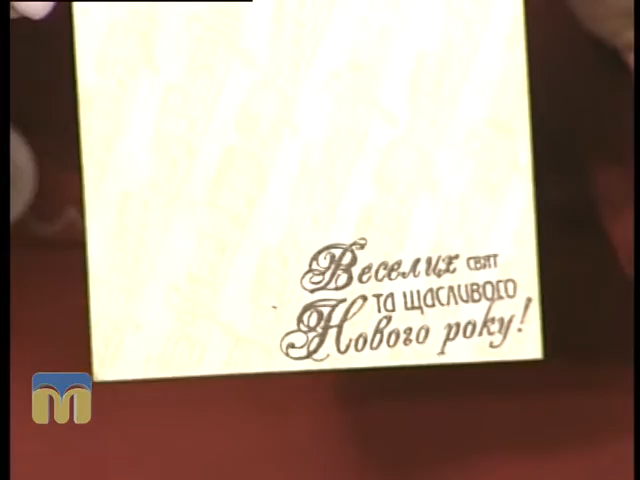 Веселих свят
та щасливого
Нового року!